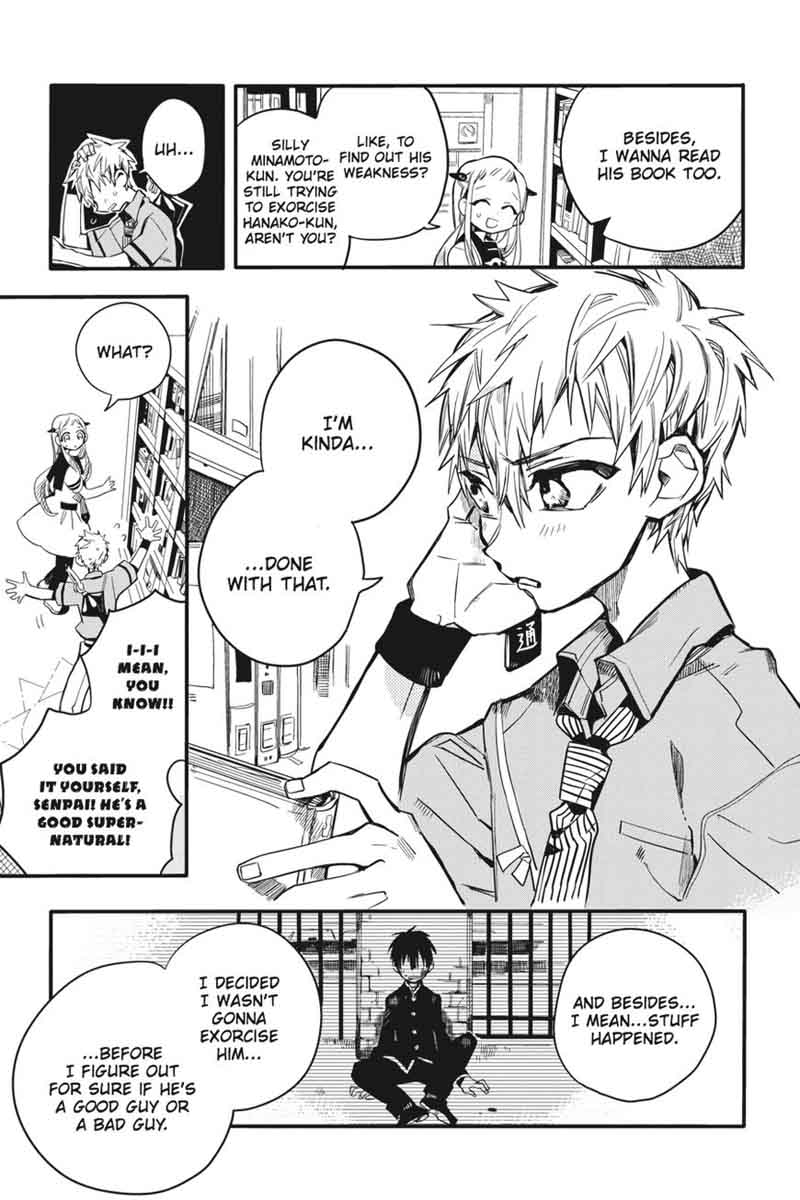 BESIDES,
I WANNA READ
HIS BOOK TOO.
LIKE, TO
FIND OUT HIS
WEAKNESS?
SILLY
MINAMOTO-
KUN. YOU'RE
STILL TRYING
TO EXORCISE
HANAKO-KUN,
AREN'T YOU?
UH...
I'M
KINDA...
...DONE
WITH THAT.
通
WHAT?
I-I-I
MEAN,
YOU
KNOW!!
YOU SAID
IT YOURSELF,
SENPAI! HE'S A
GOOD SUPER-
NATURAL!
AND BESIDES...
I MEAN...STUFF
HAPPENED.
I DECIDED
I WASN'T
GONNA
EXORCISE
HIM...
...BEFORE
I FIGURE OUT
FOR SURE IF HE'S
A GOOD GUY OR
A BAD GUY.